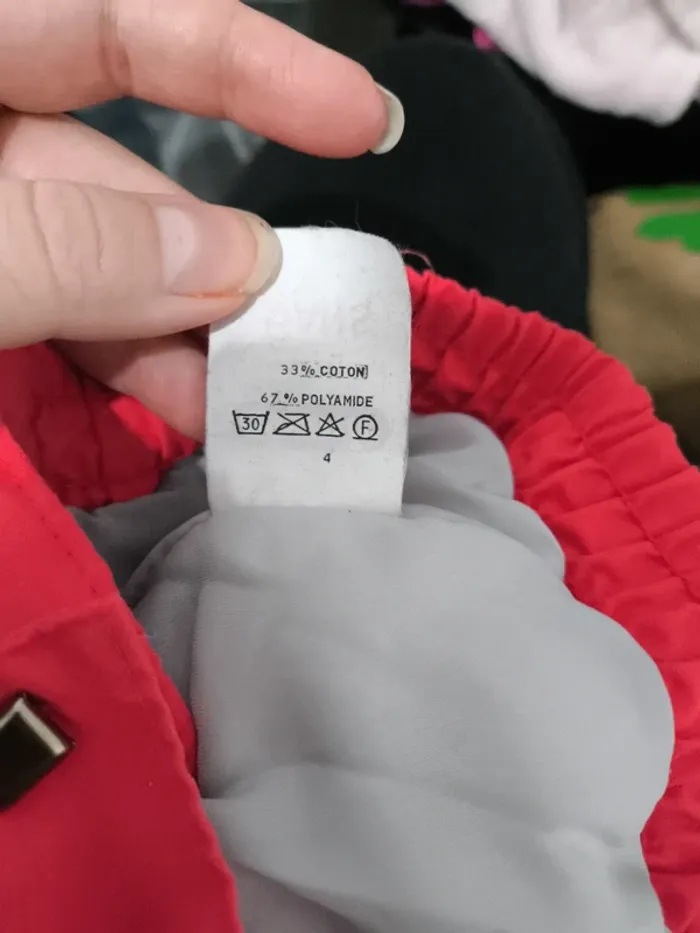 33% COTON
67% POLYAMIDE
30 F
4